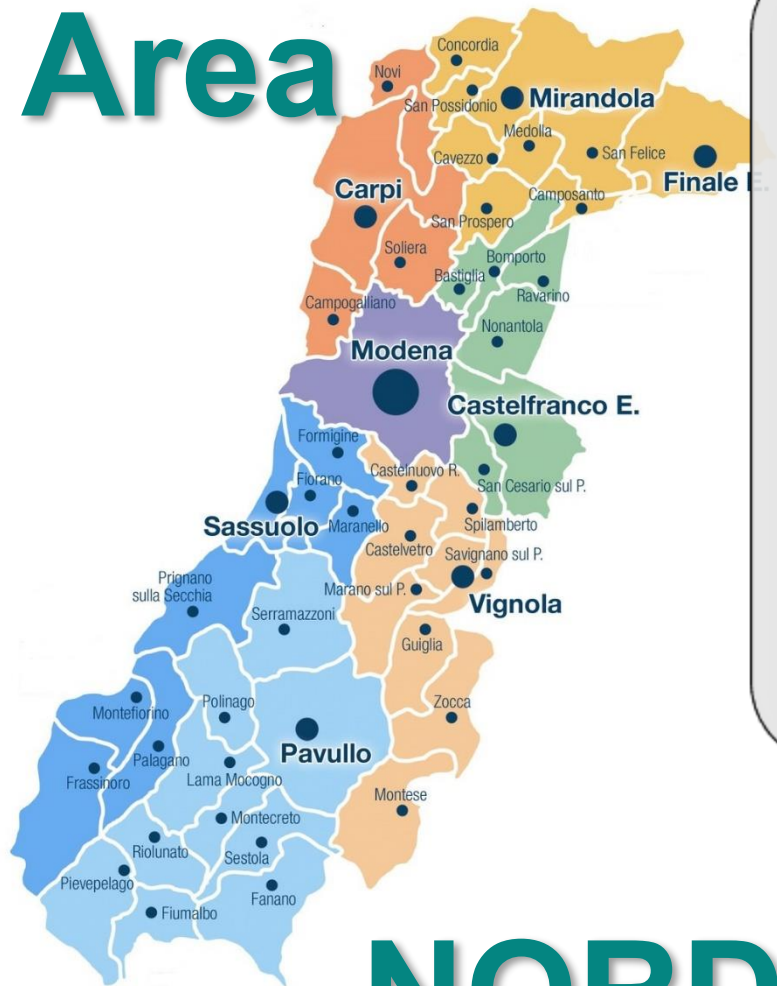 Area
Concordia
Novi
San Possidonio
Mirandola
Medolla
Cavezzo
San Felice
Finale E.
Carpi
Camposanto
San Prospero
Soliera
Bomporto
Bastiglia
Ravarino
Campogalliano
Nonantola
Modena
Castelfranco E.
Formigine
Castelnuovo R.
Fiorano
San Cesario sul P.
Sassuolo
Maranello
Spilamberto
Castelvetro
Savignano sul P.
Prignano
sulla Secchia
Marano sul P.
Vignola
Serramazzoni
Guiglia
Polinago
Zocca
Montefiorino
Pavullo
Palagano
Frassinoro
Lama Mocogno
Montese
Montecreto
Riolunato
Sestola
Pievepelago
Fanano
Fiumalbo
NORD